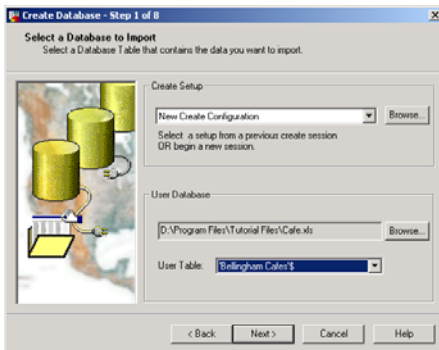 Create Database - Step 1 of 8
Select a Database to Import
Select a Database Table that contains the data you want to import.
Create Setup
New Create Configuration
Browse...
Select a setup from a previous create session
OR begin a new session.
User Database
D:\Program Files\Tutorial Files\Cafe.xls
Browse...
User Table:
'Bellingham Cafes'$
< Back
Next >
Cancel
Help